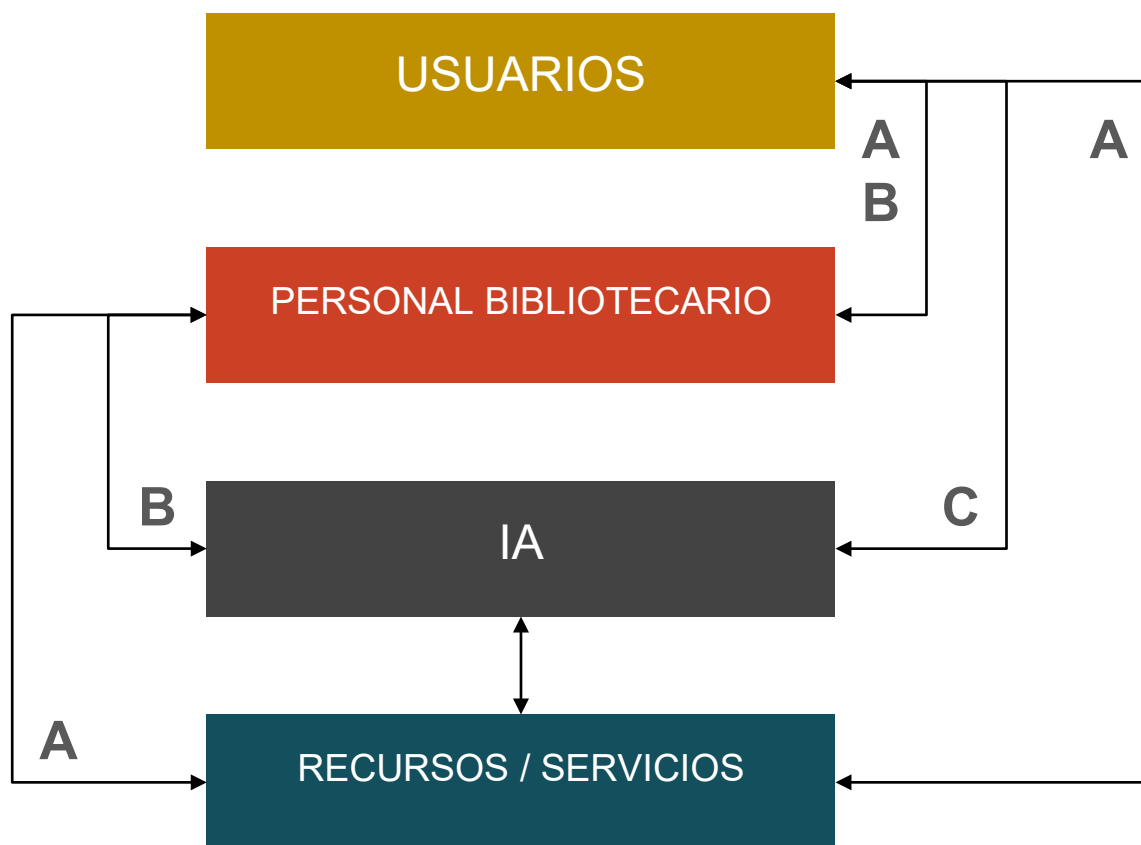 USUARIOS
A
A
B
PERSONAL BIBLIOTECARIO
B
IA
C
A
RECURSOS / SERVICIOS